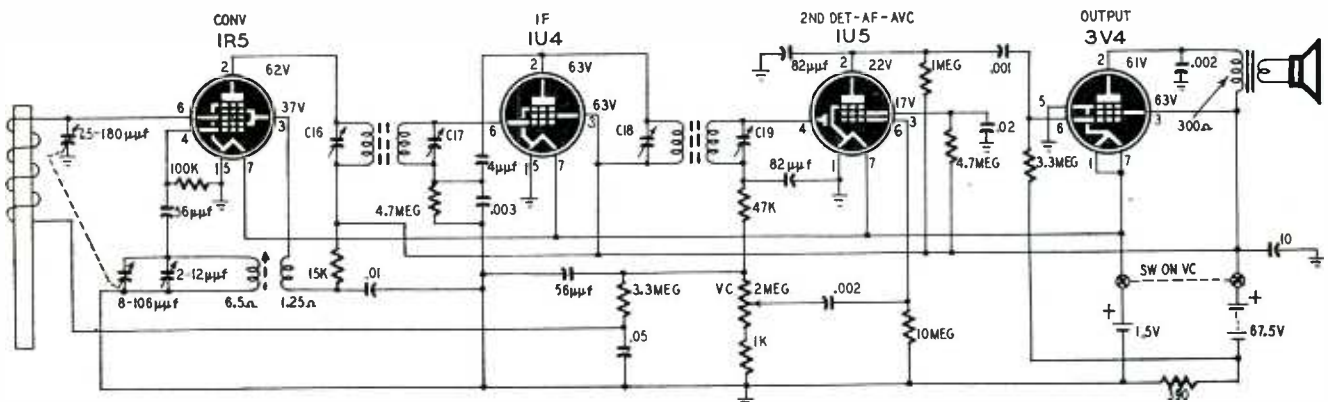 CONV
1R5
IF
1U4
2ND DET-AF-AVC
1U5
OUTPUT
3V4
2
62V
2
63V
82μμf
2
22V
1MEG
.001
2
61V
.002
6
37V
3
25-180μμf
4
C16
C17
6
63V
3
C18
C19
4
17V
6
3
.02
5
6
63V
3
300Ω
100K
1
5
7
4μμf
1
5
7
82μμf
1
7
4.7MEG
3.3MEG
7
1
56μμf
4.7MEG
.003
47K
10
2-12μμf
8-106μμf
6.5Ω
1.25Ω
15K
.01
56μμf
3.3MEG
VC
2MEG
.002
SW ON VC
+
1.5V
+
67.5V
.05
1K
10MEG
390